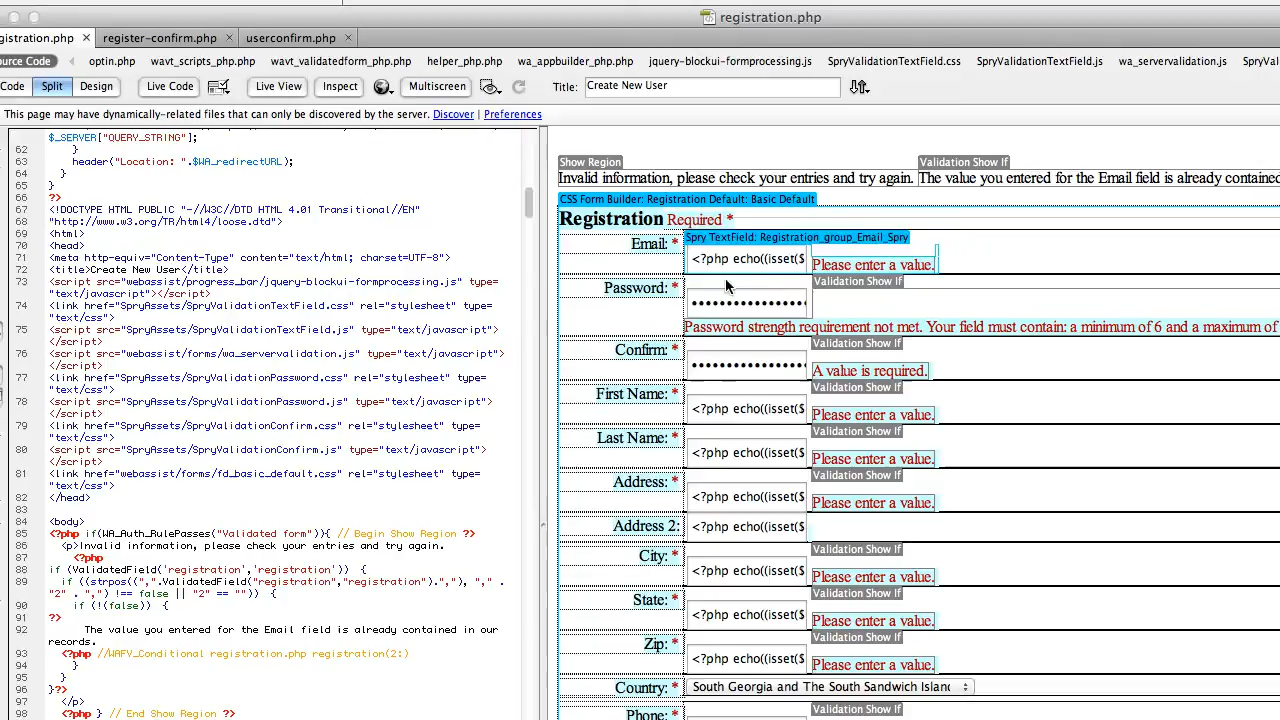 registration.php
gistration.php × register-confirm.php × userconfirm.php ×
Source Code optin.php wavt_scripts_php.php wavt_validatedform_php.php helper_php.php wa_appbuilder_php.php jquery-blockui-formprocessing.js SpryValidationTextField.css SpryValidationTextField.js wa_servervalidation.js SpryVali
Code Split Design Live Code Live View Inspect Multiscreen Title: Create New User
This page may have dynamically-related files that can only be discovered by the server. Discover | Preferences
$_SERVER["QUERY_STRING"];
62 }
63 header("Location: ".$WA_redirectURL);
64 }
65 }
66 ?>
67 <!DOCTYPE HTML PUBLIC "-//W3C//DTD HTML 4.01 Transitional//EN"
"http://www.w3.org/TR/html4/loose.dtd">
68 <html>
69 <head>
70 <meta http-equiv="Content-Type" content="text/html; charset=UTF-8">
71 <title>Create New User</title>
72 <script src="webassist/progress_bar/jquery-blockui-formprocessing.js" type=
73 "text/javascript"></script>
74 <link href="SpryAssets/SpryValidationTextField.css" rel="stylesheet" type=
"text/css">
75 <script src="SpryAssets/SpryValidationTextField.js" type="text/javascript">
</script>
76 <script src="webassist/forms/wa_servervalidation.js" type="text/javascript">
</script>
77 <link href="SpryAssets/SpryValidationPassword.css" rel="stylesheet" type=
"text/css">
78 <script src="SpryAssets/SpryValidationPassword.js" type="text/javascript">
</script>
79 <link href="SpryAssets/SpryValidationConfirm.css" rel="stylesheet" type=
"text/css">
80 <script src="SpryAssets/SpryValidationConfirm.js" type="text/javascript">
</script>
81 <link href="webassist/forms/fd_basic_default.css" rel="stylesheet" type=
"text/css">
82 </head>
83
84 <body>
85 <?php if(WA_Auth_RulePasses("Validated form")){ // Begin Show Region ?>
86 <p>Invalid information, please check your entries and try again.
87 <?php
88 if (ValidatedField('registration','registration')) {
89 if ((strpos((",".ValidatedField("registration","registration").","), "," .
"2" . ",") !== false || "2" == "")) {
90 if (!(false)) {
91 ?>
92 The value you entered for the Email field is already contained in our
records.
93 <?php //WAFV_Conditional registration.php registration(2:)
94 }
95 }
96 }?>
97 </p>
98 <?php } // End Show Region ?>
Show Region Validation Show If
Invalid information, please check your entries and try again. The value you entered for the Email field is already contained
CSS Form Builder: Registration Default: Basic Default
Registration Required *
Spry TextField: Registration_group_Email_Spry
Email: * <?php echo((isset($ Please enter a value.
Validation Show If
Password: * ••••••••••••••••
Password strength requirement not met. Your field must contain: a minimum of 6 and a maximum of
Validation Show If
Confirm: * •••••••••••••••• A value is required.
Validation Show If
First Name: * <?php echo((isset($ Please enter a value.
Validation Show If
Last Name: * <?php echo((isset($ Please enter a value.
Validation Show If
Address: * <?php echo((isset($ Please enter a value.
Address 2: <?php echo((isset($
Validation Show If
City: * <?php echo((isset($ Please enter a value.
Validation Show If
State: * <?php echo((isset($ Please enter a value.
Validation Show If
Zip: * <?php echo((isset($ Please enter a value.
Country: * South Georgia and The South Sandwich Islan
Validation Show If
Phone: *